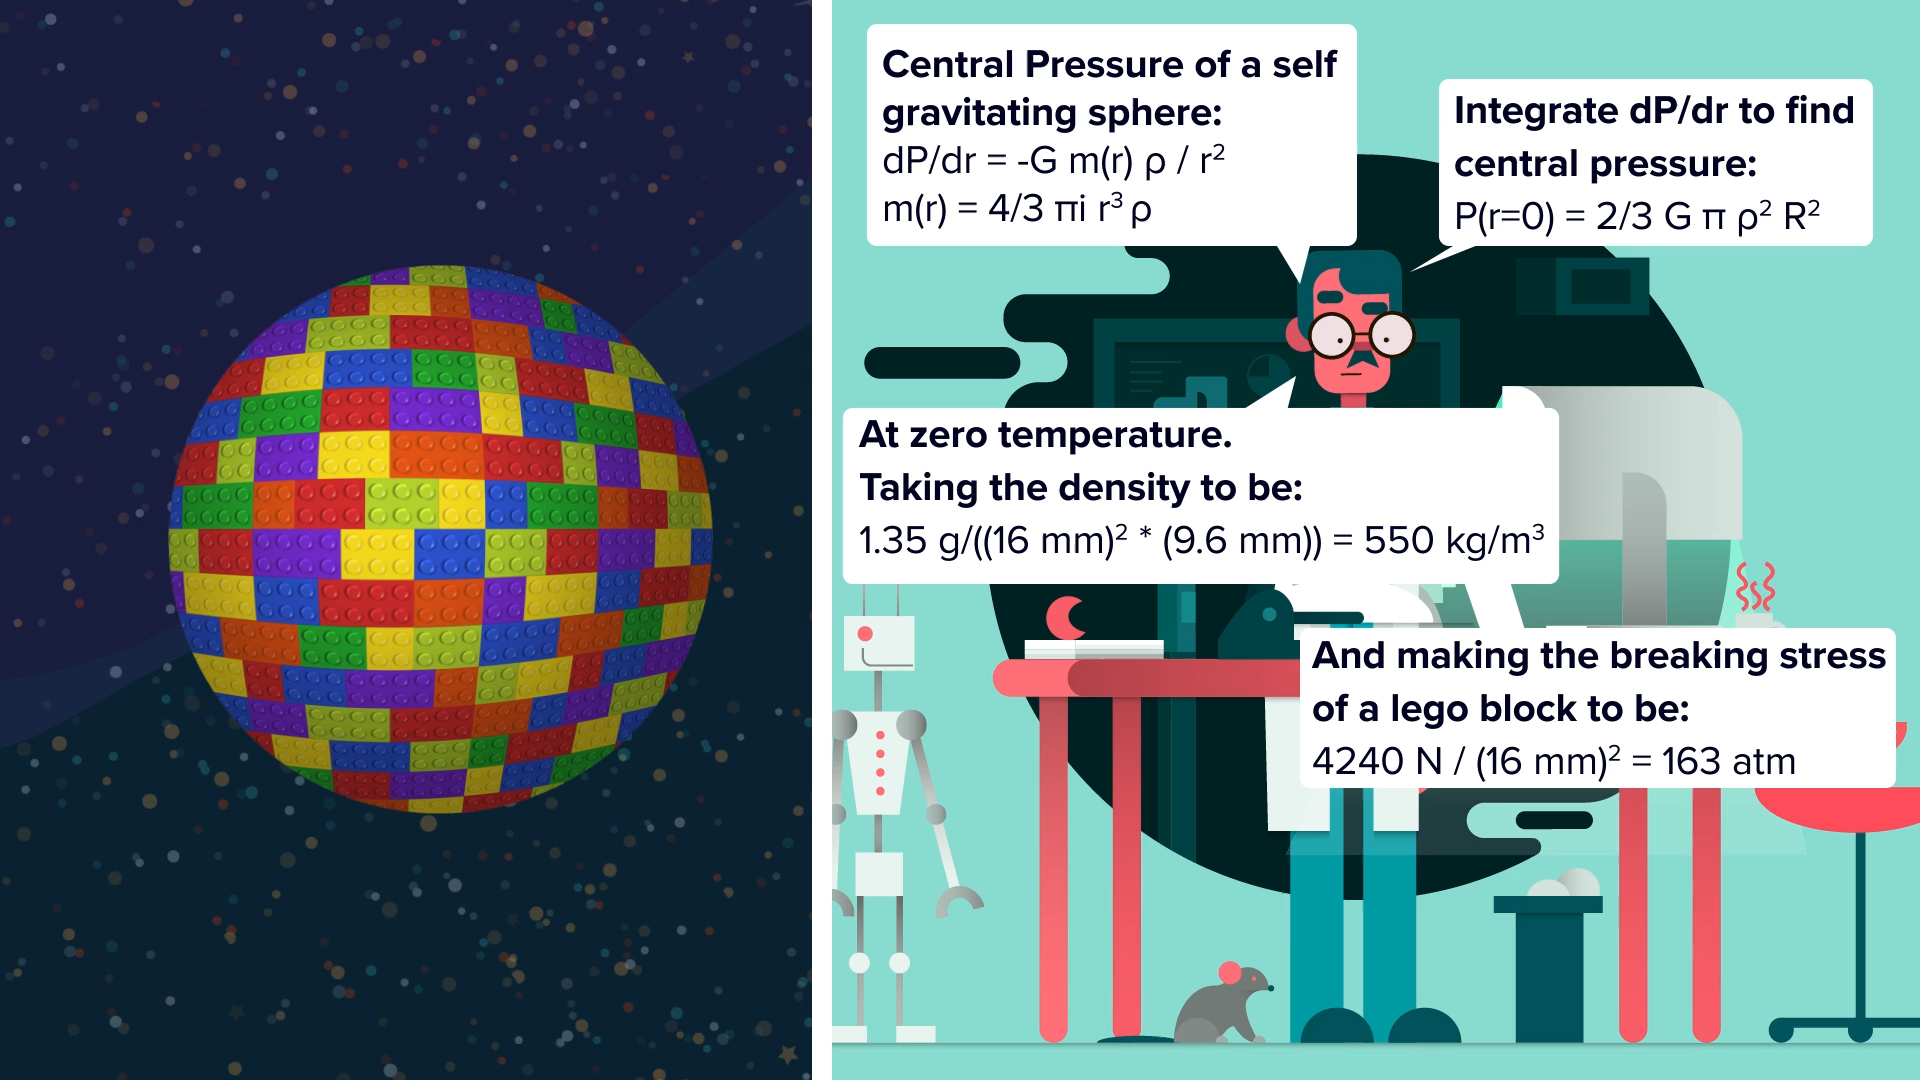 Central Pressure of a self
gravitating sphere:
dP/dr = -G m(r) ρ / r²
m(r) = 4/3 πi r³ ρ
Integrate dP/dr to find
central pressure:
P(r=0) = 2/3 G π ρ² R²
At zero temperature.
Taking the density to be:
1.35 g/((16 mm)² * (9.6 mm)) = 550 kg/m³
And making the breaking stress
of a lego block to be:
4240 N / (16 mm)² = 163 atm